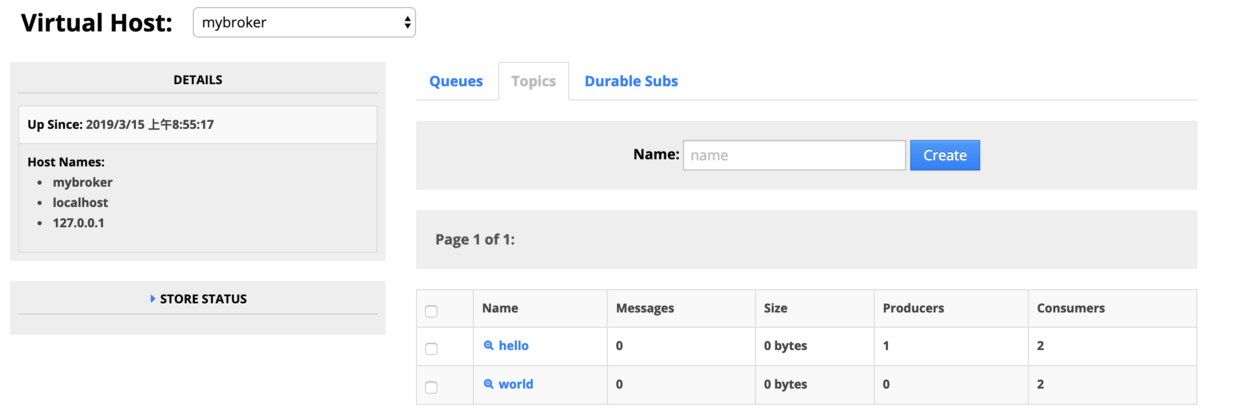 Virtual Host: mybroker
DETAILS
Up Since: 2019/3/15 上午8:55:17
Host Names:
mybroker
localhost
127.0.0.1
STORE STATUS
Queues Topics Durable Subs
Name: name Create
Page 1 of 1:
Name Messages Size Producers Consumers
hello 0 0 bytes 1 2
world 0 0 bytes 0 2